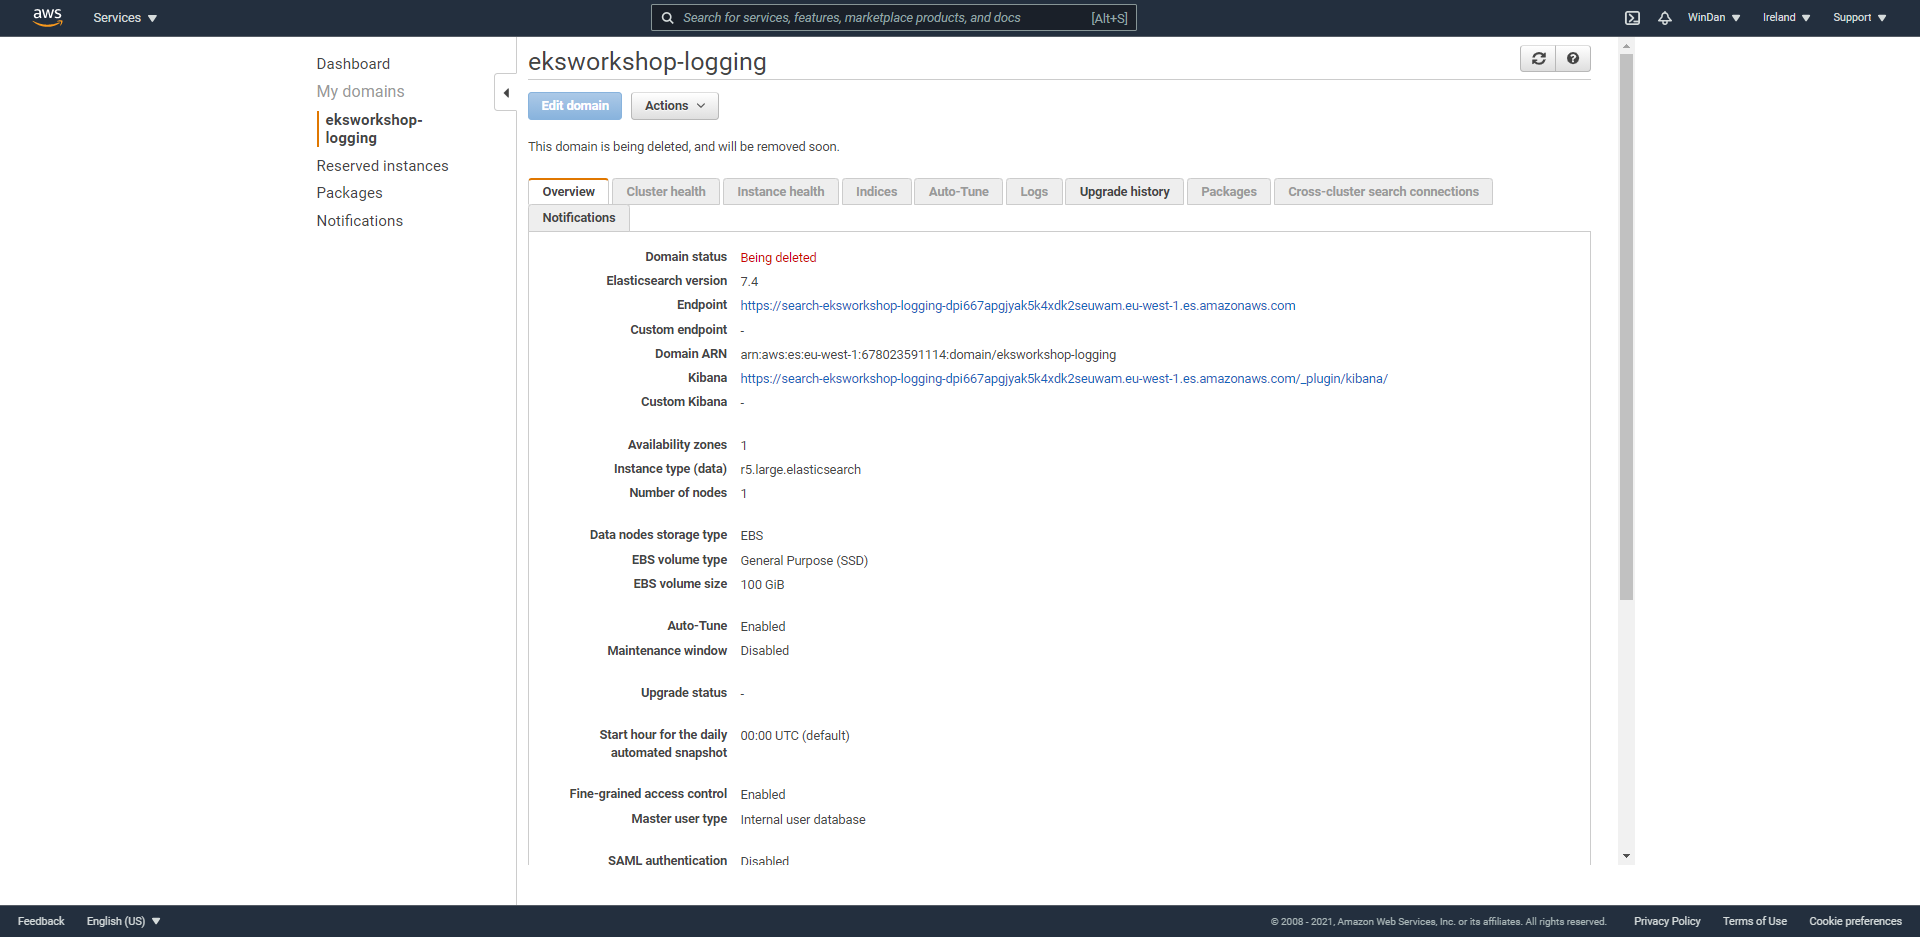 aws
Services
Search for services, features, marketplace products, and docs
[Alt+S]
WinDan
Ireland
Support
Dashboard
My domains
eksworkshop-
logging
Reserved instances
Packages
Notifications
eksworkshop-logging
Edit domain
Actions
This domain is being deleted, and will be removed soon.
Overview
Cluster health
Instance health
Indices
Auto-Tune
Logs
Upgrade history
Packages
Cross-cluster search connections
Notifications
Domain status Being deleted
Elasticsearch version 7.4
Endpoint https://search-eksworkshop-logging-dpi667apgjyak5k4xdk2seuwam.eu-west-1.es.amazonaws.com
Custom endpoint -
Domain ARN arn:aws:es:eu-west-1:678023591114:domain/eksworkshop-logging
Kibana https://search-eksworkshop-logging-dpi667apgjyak5k4xdk2seuwam.eu-west-1.es.amazonaws.com/_plugin/kibana/
Custom Kibana -
Availability zones 1
Instance type (data) r5.large.elasticsearch
Number of nodes 1
Data nodes storage type EBS
EBS volume type General Purpose (SSD)
EBS volume size 100 GiB
Auto-Tune Enabled
Maintenance window Disabled
Upgrade status -
Start hour for the daily 00:00 UTC (default)
automated snapshot
Fine-grained access control Enabled
Master user type Internal user database
SAML authentication Disabled
Feedback
English (US)
© 2008 - 2021, Amazon Web Services, Inc. or its affiliates. All rights reserved.
Privacy Policy
Terms of Use
Cookie preferences